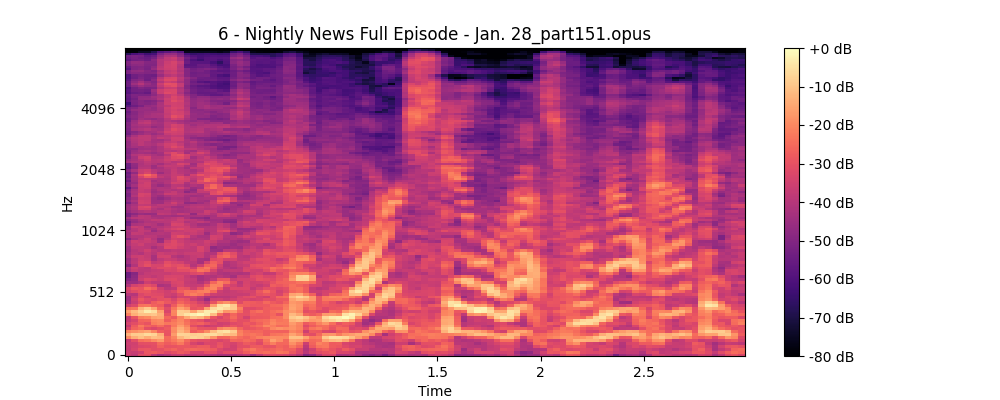 6 - Nightly News Full Episode - Jan. 28_part151.opus
+0 dB
-10 dB
-20 dB
-30 dB
-40 dB
-50 dB
-60 dB
-70 dB
-80 dB
4096
2048
1024
512
0
Hz
0
0.5
1
1.5
2
2.5
Time